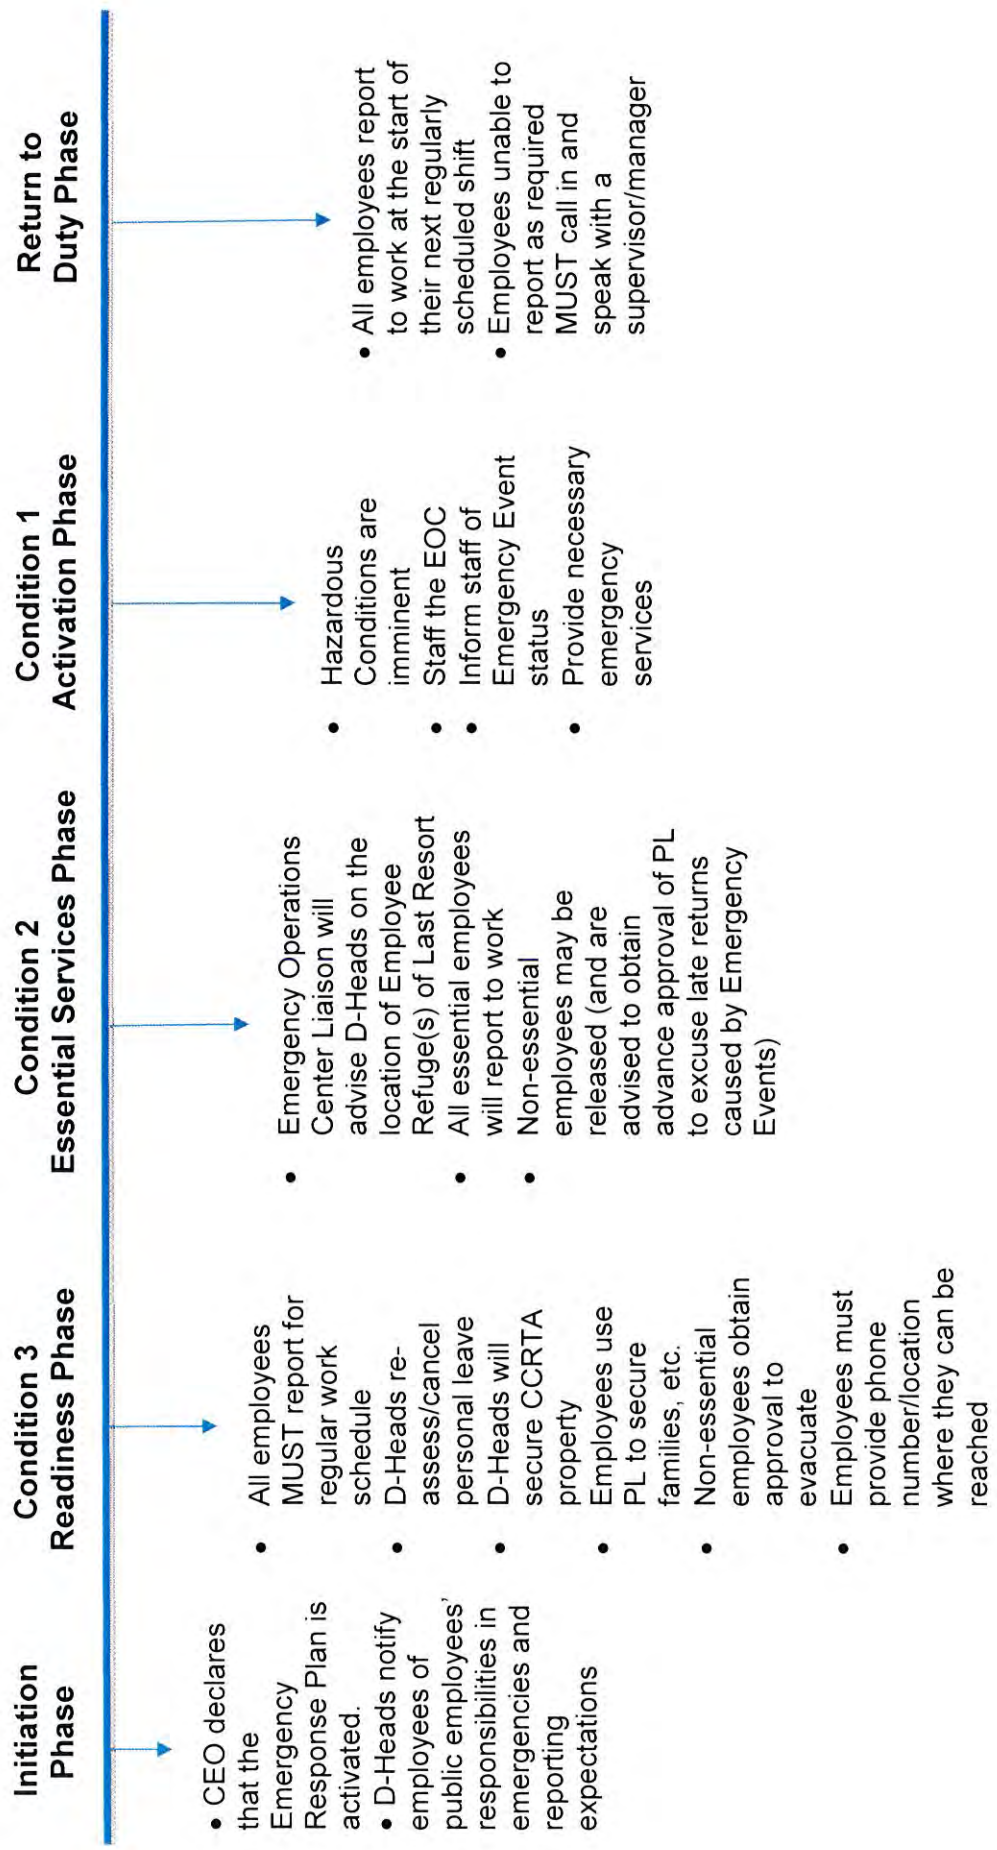 Initiation
Phase
• CEO declares
that the
Emergency
Response Plan is
activated.
• D-Heads notify
employees of
public employees’
responsibilities in
emergencies and
reporting
expectations
Condition 3
Readiness Phase
• All employees
MUST report for
regular work
schedule
• D-Heads re-
assess/cancel
personal leave
• D-Heads will
secure CCRTA
property
• Employees use
PL to secure
families, etc.
• Non-essential
employees obtain
approval to
evacuate
• Employees must
provide phone
number/location
where they can be
reached
Condition 2
Essential Services Phase
• Emergency Operations
Center Liaison will
advise D-Heads on the
location of Employee
Refuge(s) of Last Resort
• All essential employees
will report to work
• Non-essential
employees may be
released (and are
advised to obtain
advance approval of PL
to excuse late returns
caused by Emergency
Events)
Condition 1
Activation Phase
• Hazardous
Conditions are
imminent
• Staff the EOC
• Inform staff of
Emergency Event
status
• Provide necessary
emergency
services
Return to
Duty Phase
• All employees report
to work at the start of
their next regularly
scheduled shift
• Employees unable to
report as required
MUST call in and
speak with a
supervisor/manager